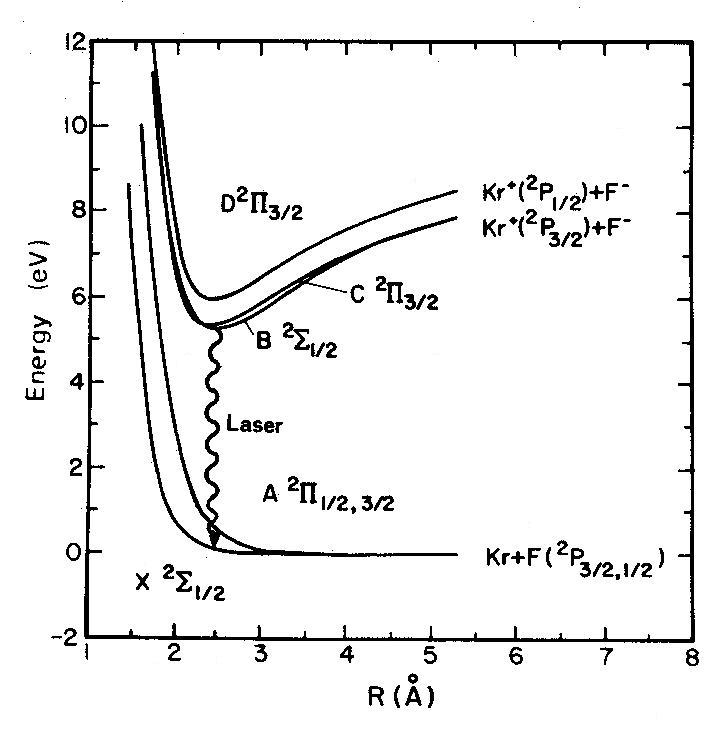 12
10
8
6
4
2
0
-2
Energy (eV)
D²Π3/2
Kr⁺(²P1/2)+F⁻
Kr⁺(²P3/2)+F⁻
C ²Π3/2
B ²Σ1/2
Laser
A ²Π1/2, 3/2
Kr+F(²P3/2,1/2)
X ²Σ1/2
1 2 3 4 5 6 7 8
R (Å)